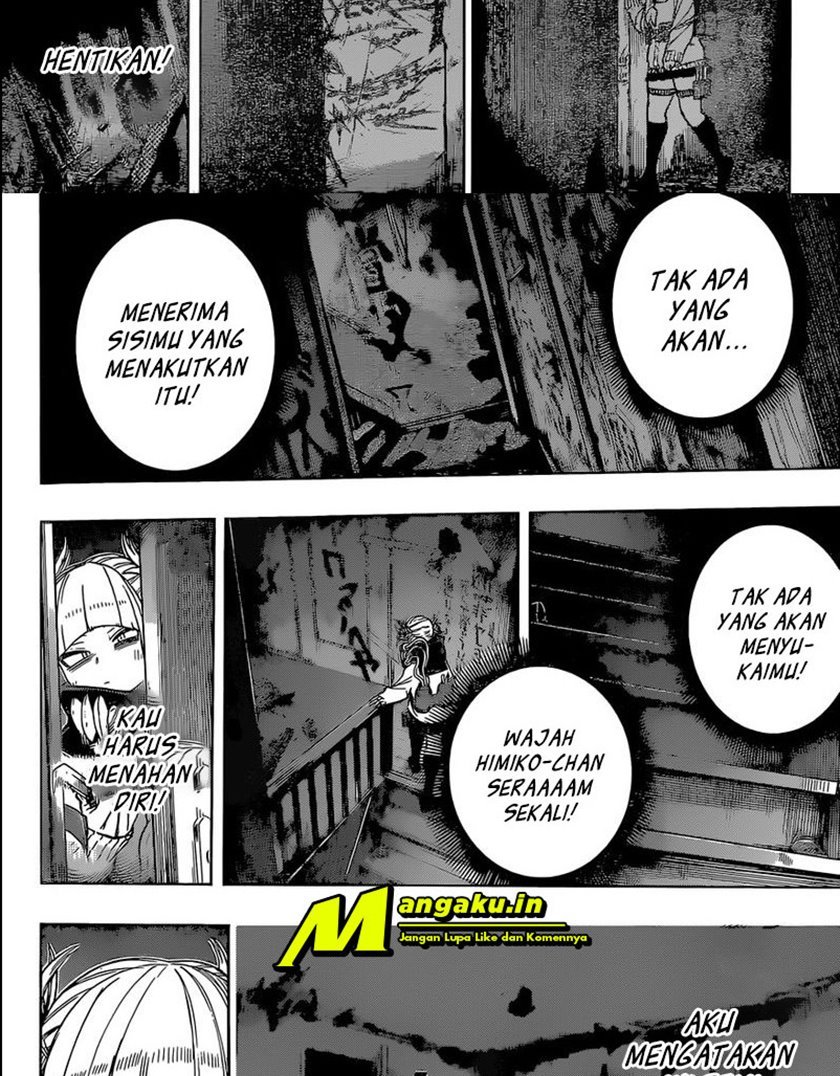 HENTIKAN!
TAK ADA
YANG
AKAN...
MENERIMA
SISIMU YANG
MENAKUTKAN
ITU!
TAK ADA
YANG AKAN
MENYU-
KAIMU!
WAJAH
HIMIKO-CHAN
SERAAAAM
SEKALI!
KAU
HARUS
MENAHAN
DIRI!
Mangaku.in
Jangan Lupa Like dan Komennya
AKU
MENGATAKAN